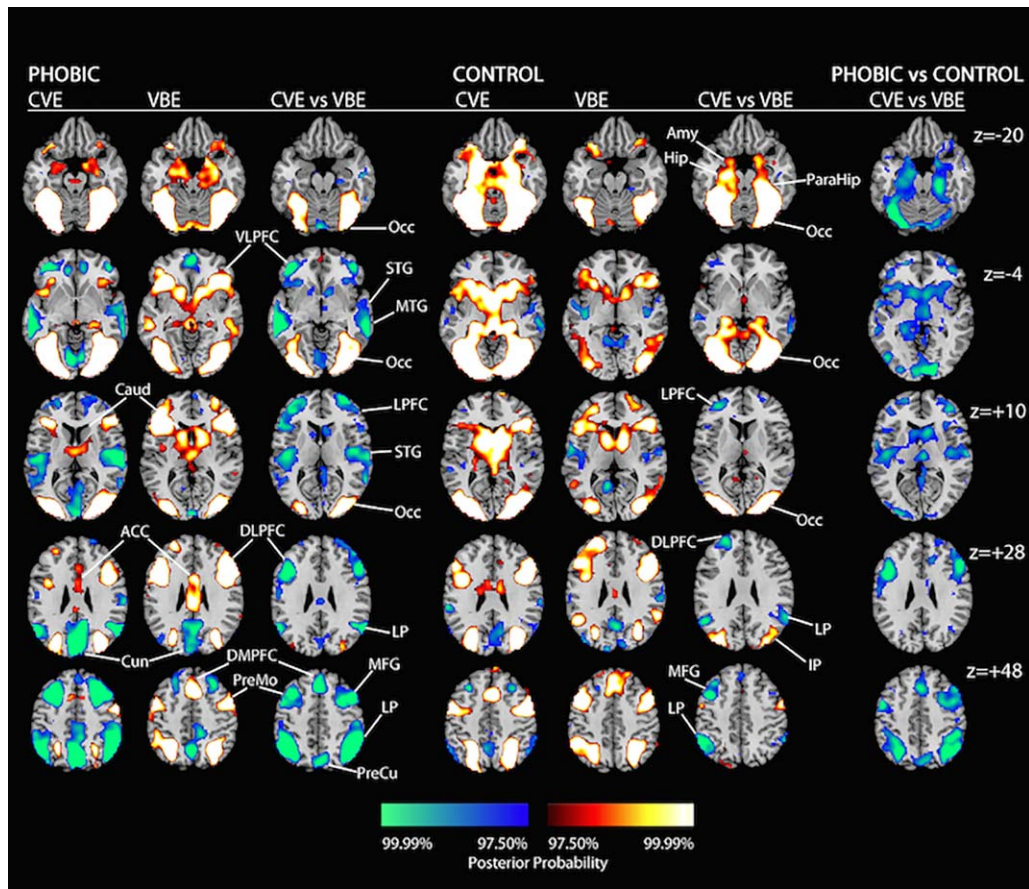 PHOBIC CONTROL PHOBIC vs CONTROL
CVE VBE CVE vs VBE CVE VBE CVE vs VBE CVE vs VBE
z=-20
Amy
Hip
ParaHip
Occ Occ
VLPFC z=-4
STG
MTG
Occ Occ
Caud LPFC z=+10
LPFC
STG
Occ Occ
ACC DLPFC DLPFC z=+28
LP LP
Cun IP
DMPFC MFG z=+48
PreMo MFG
LP LP
PreCu
99.99% 97.50% 97.50% 99.99%
Posterior Probability